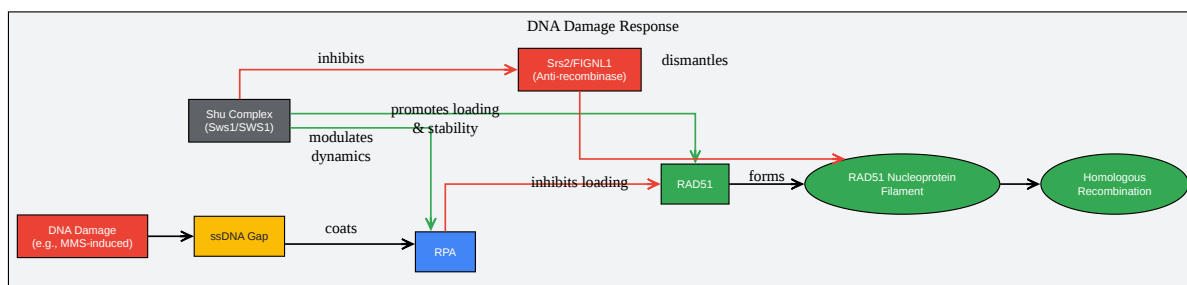 DNA Damage Response
inhibits
Srs2/FIGNL1
(Anti-recombinase)
dismantles
Shu Complex
(Sws1/SWS1)
promotes loading
& stability
modulates
dynamics
inhibits loading
RAD51
forms
RAD51 Nucleoprotein
Filament
Homologous
Recombination
DNA Damage
(e.g., MMS-induced)
ssDNA Gap
coats
RPA